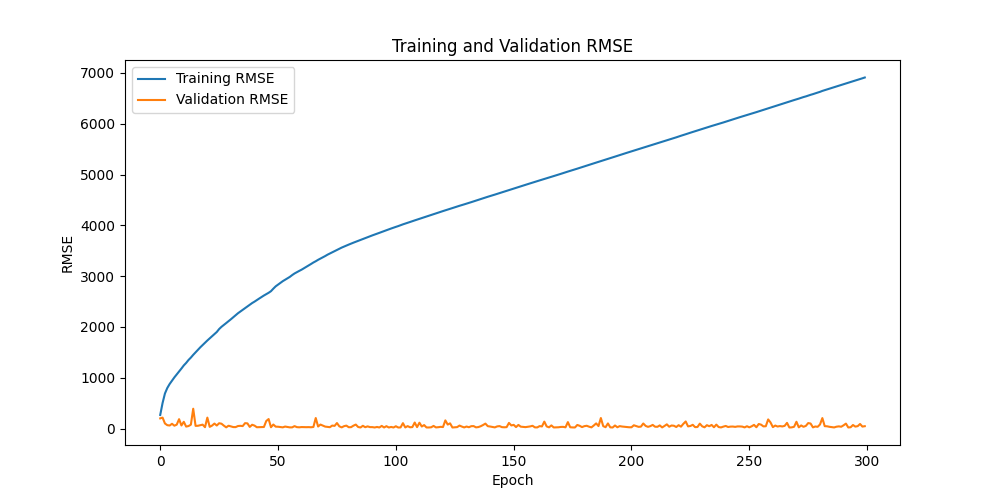 Training and Validation RMSE
Training RMSE
Validation RMSE
7000
6000
5000
4000
3000
2000
1000
0
RMSE
0 50 100 150 200 250 300
Epoch